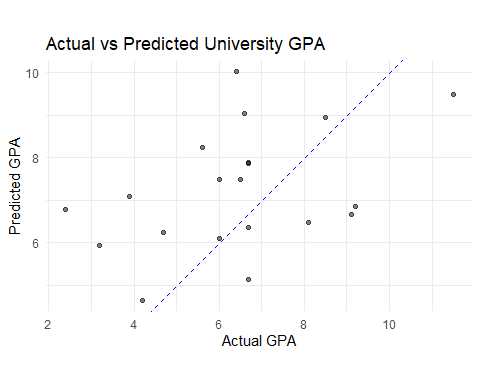 Actual vs Predicted University GPA
10
8
6
Predicted GPA
2 4 6 8 10
Actual GPA